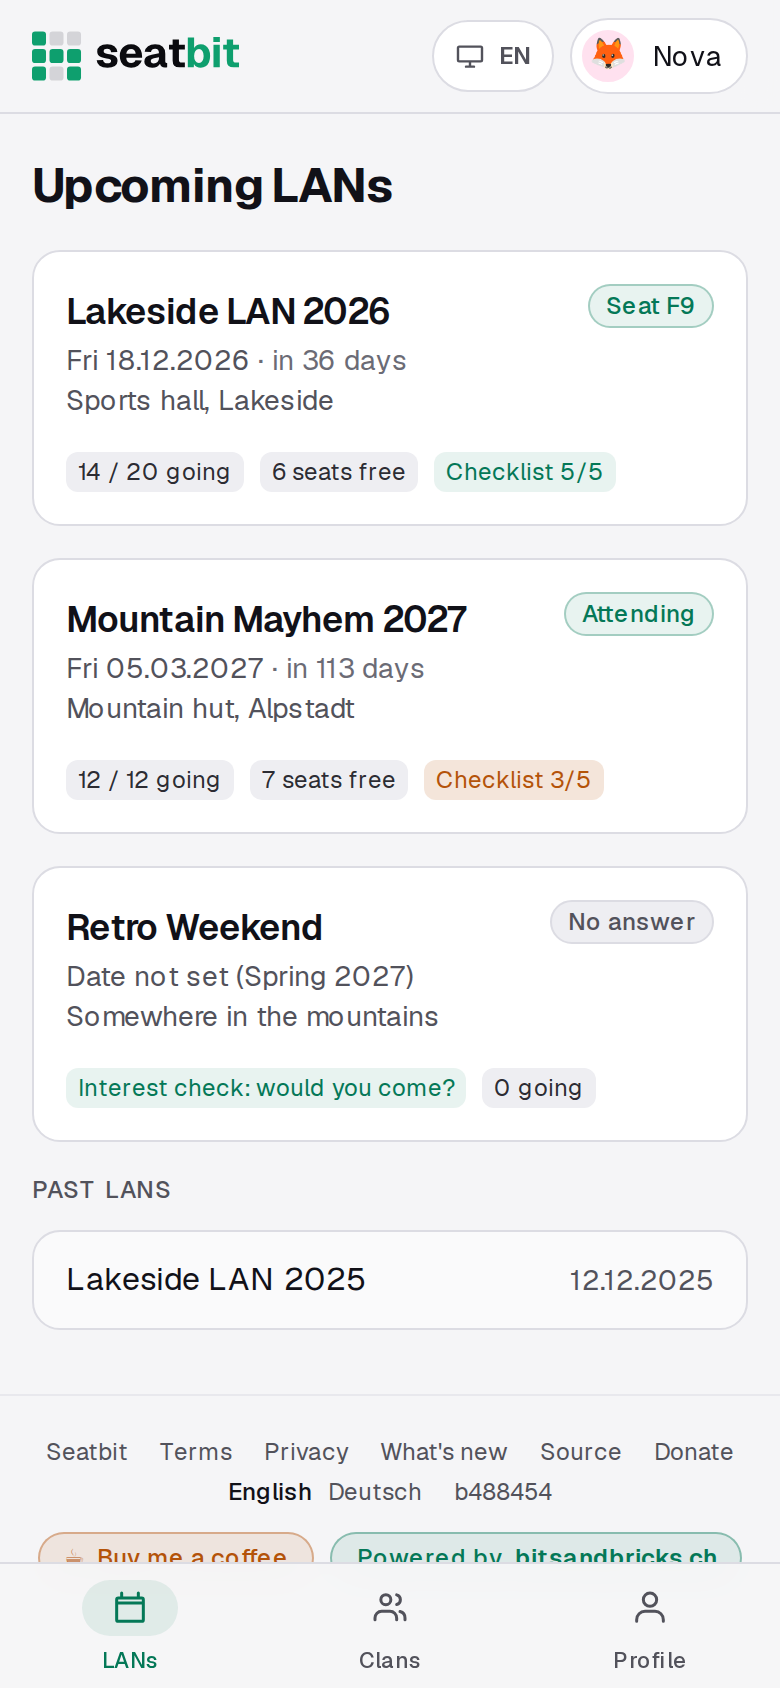 seatbit
EN
Nova
Upcoming LANs
Lakeside LAN 2026
Seat F9
Fri 18.12.2026 · in 36 days
Sports hall, Lakeside
14 / 20 going
6 seats free
Checklist 5/5
Mountain Mayhem 2027
Attending
Fri 05.03.2027 · in 113 days
Mountain hut, Alpstadt
12 / 12 going
7 seats free
Checklist 3/5
Retro Weekend
No answer
Date not set (Spring 2027)
Somewhere in the mountains
Interest check: would you come?
0 going
PAST LANS
Lakeside LAN 2025
12.12.2025
Seatbit Terms Privacy What's new Source Donate
English Deutsch b488454
Buy me a coffee
Powered by bitsandbricks.ch
LANs
Clans
Profile